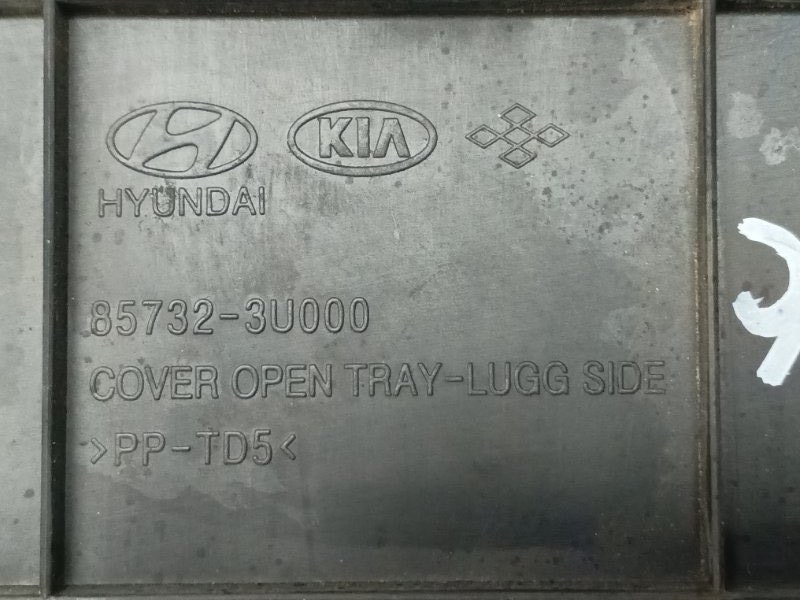 KIA
HYUNDAI
85732-3U000
COVER OPEN TRAY-LUGG SIDE
>PP-TD5<